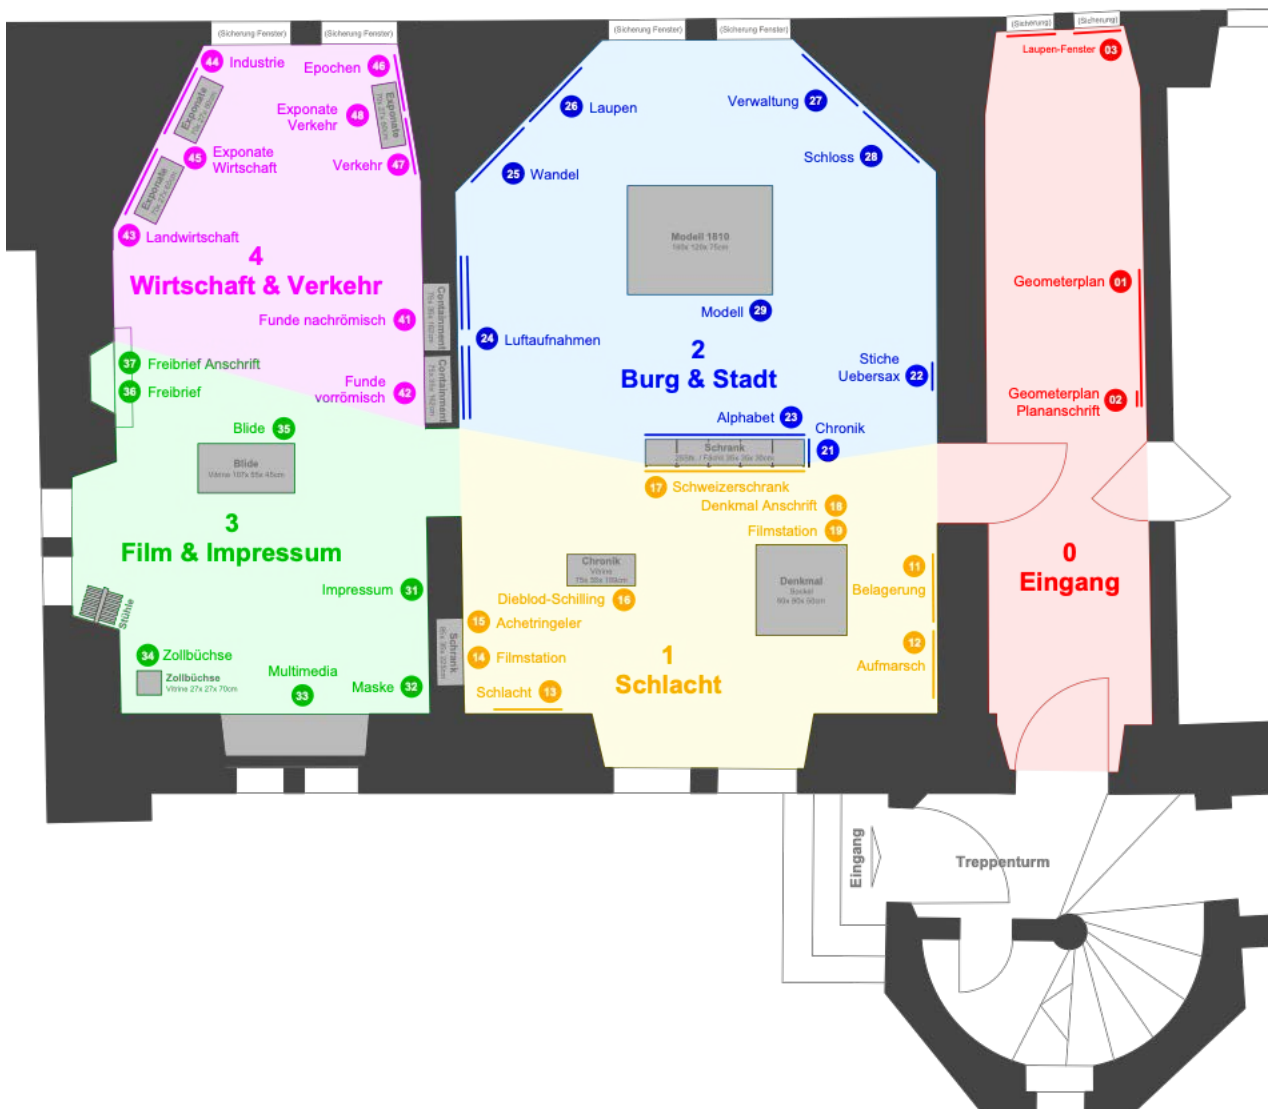 (Sicherung Fenster)
(Sicherung Fenster)
(Sicherung Fenster)
(Sicherung Fenster)
(Sicherung)
(Sicherung)
44 Industrie
Epochen 46
Exponate
Exponate
Verkehr
48
Exponate
45
Exponate
Wirtschaft
Verkehr 47
Exponate
43 Landwirtschaft
4
Wirtschaft & Verkehr
Funde nachrömisch 41
Containment
Funde
vorrömisch
42
Containment
26 Laupen
Verwaltung 27
25 Wandel
Schloss 28
Modell 1810
Modell 29
24 Luftaufnahmen
2
Burg & Stadt
Stiche
Uebersax
22
Alphabet 23
Chronik
21
Schrank
Laupen-Fenster 03
Geometerplan 01
Geometerplan
Plananschrift
02
0
Eingang
37 Freibrief Anschrift
36 Freibrief
Blide 35
Blide
3
Film & Impressum
Impressum 31
Stühle
34 Zollbüchse
Zollbüchse
Vitrine 27x 27x 70cm
Multimedia
33
Maske 32
17 Schweizerschrank
Denkmal Anschrift 18
Filmstation 19
Chronik
Vitrine
Dieblod-Schilling 16
Denkmal
Sockel
11
Belagerung
12
Aufmarsch
15 Achetringeler
14 Filmstation
Schrank
Schlacht 13
1
Schlacht
Eingang
Treppenturm